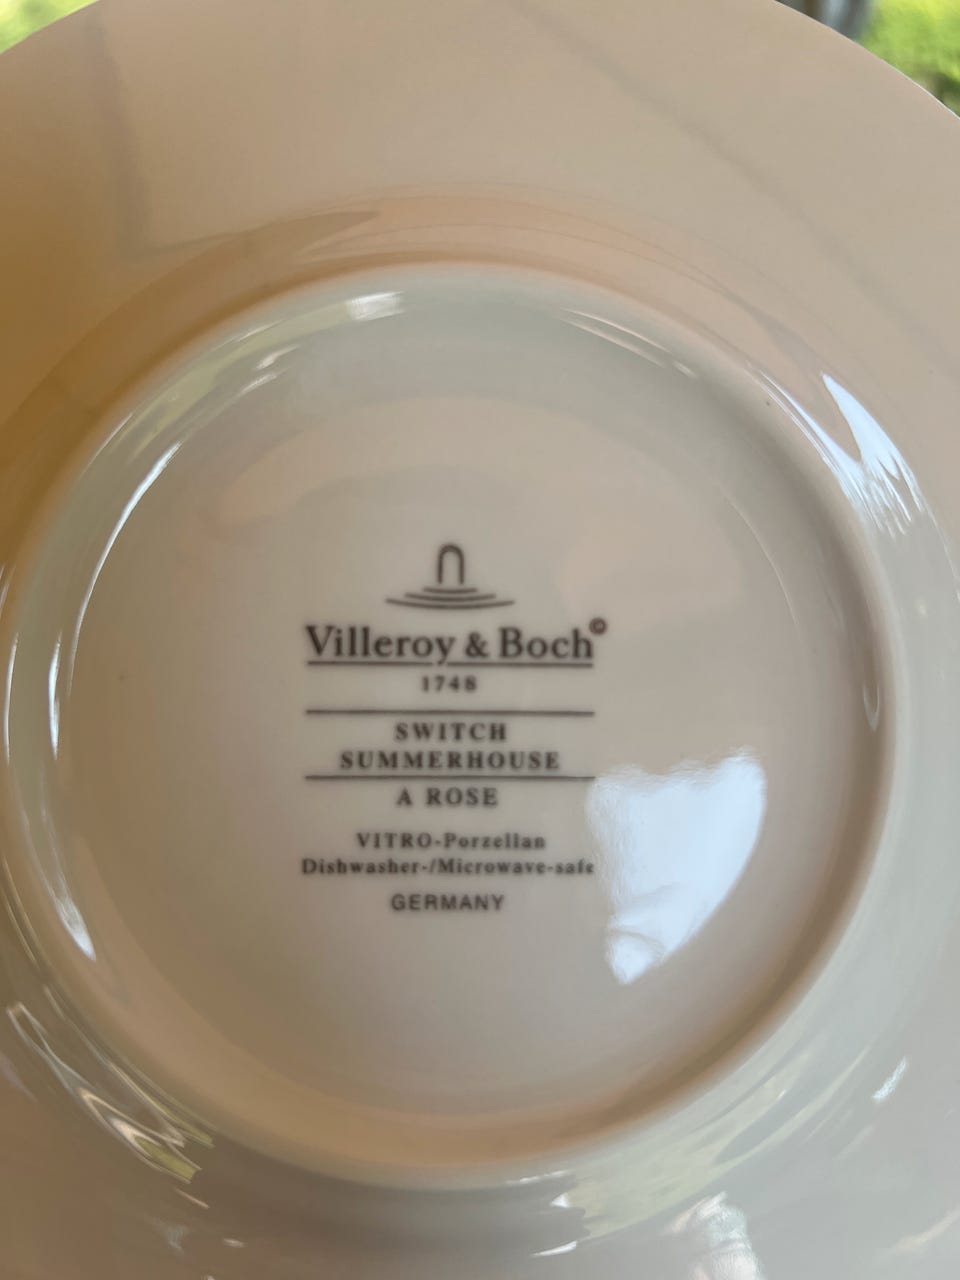 Villeroy & Boch©
1748
SWITCH
SUMMERHOUSE
A ROSE
VITRO-Porzellan
Dishwasher-/Microwave-safe
GERMANY